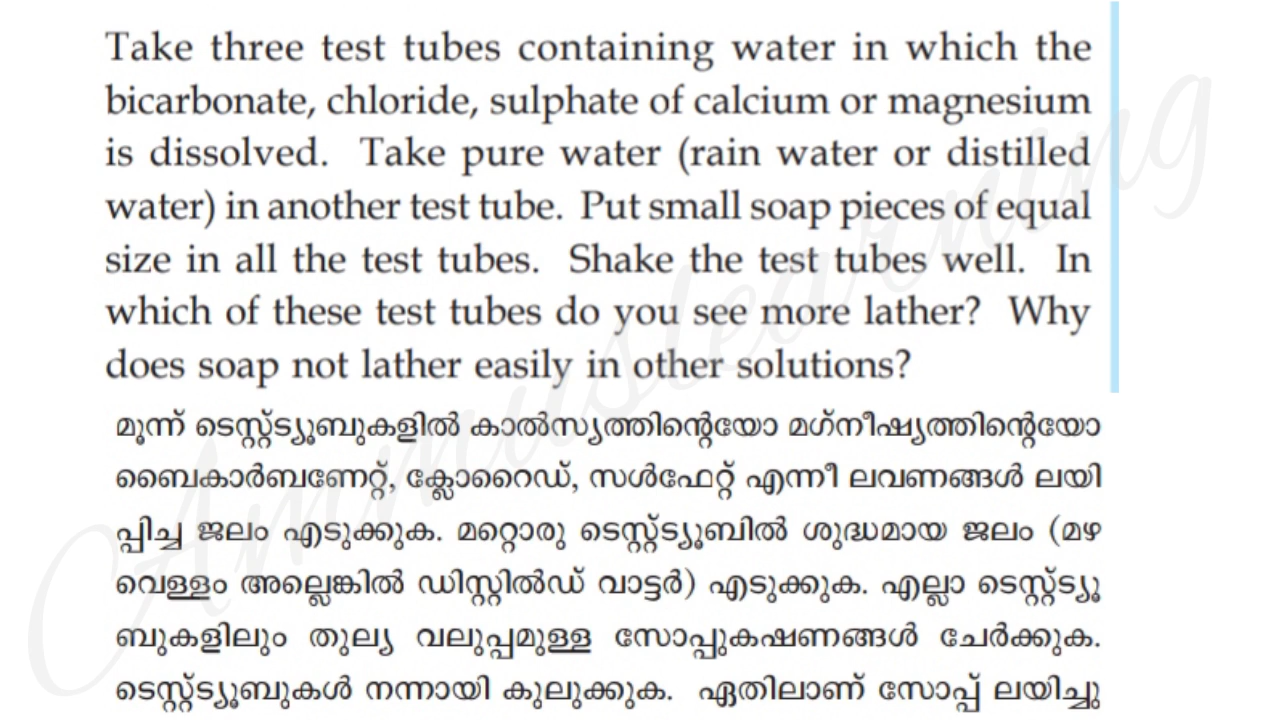 Take three test tubes containing water in which the
bicarbonate, chloride, sulphate of calcium or magnesium
is dissolved. Take pure water (rain water or distilled
water) in another test tube. Put small soap pieces of equal
size in all the test tubes. Shake the test tubes well. In
which of these test tubes do you see more lather? Why
does soap not lather easily in other solutions?
മൂന്ന് ടെസ്റ്റ്ട്യൂബുകളിൽ കാൽസ്യത്തിന്റെയോ മഗ്നീഷ്യത്തിന്റെയോ
ബൈകാർബണേറ്റ്, ക്ലോറൈഡ്, സൾഫേറ്റ് എന്നീ ലവണങ്ങൾ ലയി
പ്പിച്ച ജലം എടുക്കുക. മറ്റൊരു ടെസ്റ്റ്ട്യൂബിൽ ശുദ്ധമായ ജലം (മഴ
വെള്ളം അല്ലെങ്കിൽ ഡിസ്റ്റിൽഡ് വാട്ടർ) എടുക്കുക. എല്ലാ ടെസ്റ്റ്ട്യൂ
ബുകളിലും തുല്യ വലുപ്പമുള്ള സോപ്പുകഷണങ്ങൾ ചേർക്കുക.
ടെസ്റ്റ്ട്യൂബുകൾ നന്നായി കുലുക്കുക. ഏതിലാണ് സോപ്പ് ലയിച്ചു
Ammuslearning